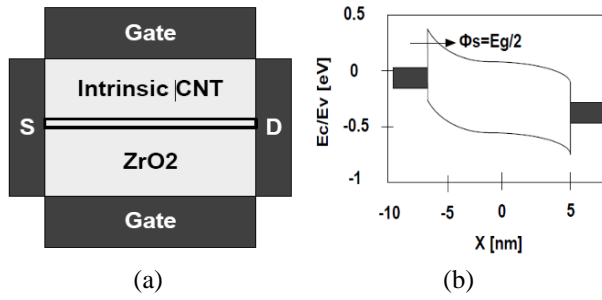 Gate
Intrinsic CNT
S
D
ZrO2
Gate
(a)
0.5
Φs=Eg/2
0
-0.5
-1
Ec/Ev [eV]
-10
-5
0
5
X [nm]
(b)